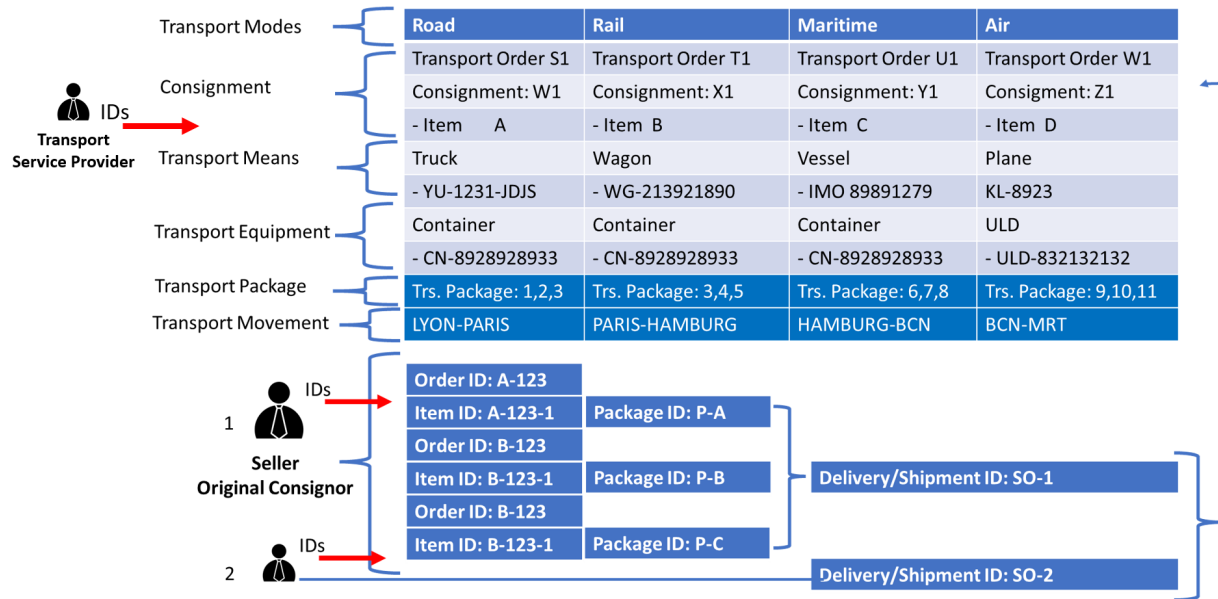 Transport Modes
Road Rail Maritime Air
Transport Order S1 Transport Order T1 Transport Order U1 Transport Order W1
Consignment
Consignment: W1 Consignment: X1 Consignment: Y1 Consigment: Z1
IDs
- Item A - Item B - Item C - Item D
Transport
Service Provider
Transport Means
Truck Wagon Vessel Plane
- YU-1231-JDJS - WG-213921890 - IMO 89891279 KL-8923
Transport Equipment
Container Container Container ULD
- CN-8928928933 - CN-8928928933 - CN-8928928933 - ULD-832132132
Transport Package
Trs. Package: 1,2,3 Trs. Package: 3,4,5 Trs. Package: 6,7,8 Trs. Package: 9,10,11
Transport Movement
LYON-PARIS PARIS-HAMBURG HAMBURG-BCN BCN-MRT
Order ID: A-123
IDs
Item ID: A-123-1 Package ID: P-A
1
Order ID: B-123
Seller
Original Consignor
Item ID: B-123-1 Package ID: P-B Delivery/Shipment ID: SO-1
Order ID: B-123
IDs
Item ID: B-123-1 Package ID: P-C
2
Delivery/Shipment ID: SO-2